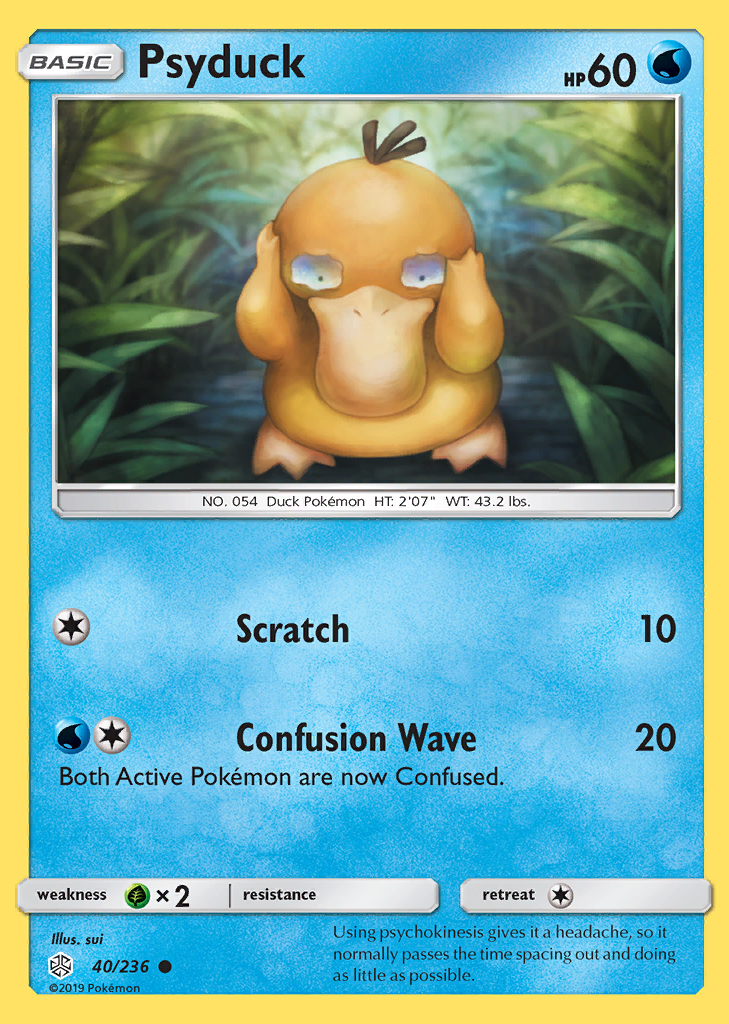 BASIC Psyduck HP60
NO. 054 Duck Pokémon HT: 2'07" WT: 43.2 lbs.
Scratch 10
Confusion Wave 20
Both Active Pokémon are now Confused.
weakness ×2 resistance retreat
Illus. sui
40/236
©2019 Pokémon
Using psychokinesis gives it a headache, so it
normally passes the time spacing out and doing
as little as possible.